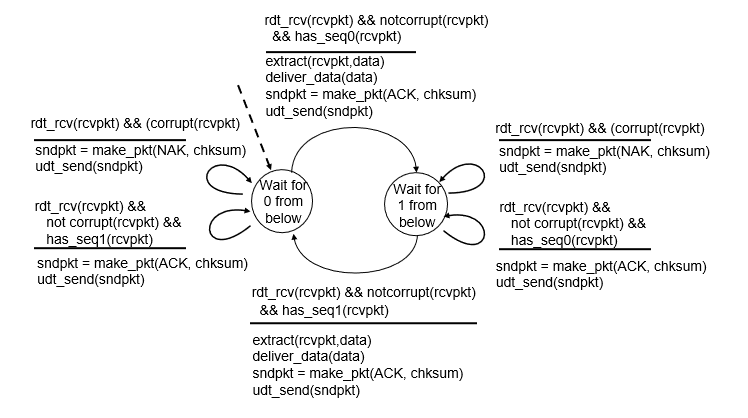 rdt_rcv(rcvpkt) && notcorrupt(rcvpkt)
&& has_seq0(rcvpkt)
extract(rcvpkt,data)
deliver_data(data)
sndpkt = make_pkt(ACK, chksum)
udt_send(sndpkt)
rdt_rcv(rcvpkt) && (corrupt(rcvpkt)
sndpkt = make_pkt(NAK, chksum)
udt_send(sndpkt)
rdt_rcv(rcvpkt) &&
not corrupt(rcvpkt) &&
has_seq1(rcvpkt)
sndpkt = make_pkt(ACK, chksum)
udt_send(sndpkt)
Wait for
0 from
below
Wait for
1 from
below
rdt_rcv(rcvpkt) && (corrupt(rcvpkt)
sndpkt = make_pkt(NAK, chksum)
udt_send(sndpkt)
rdt_rcv(rcvpkt) &&
not corrupt(rcvpkt) &&
has_seq0(rcvpkt)
sndpkt = make_pkt(ACK, chksum)
udt_send(sndpkt)
rdt_rcv(rcvpkt) && notcorrupt(rcvpkt)
&& has_seq1(rcvpkt)
extract(rcvpkt,data)
deliver_data(data)
sndpkt = make_pkt(ACK, chksum)
udt_send(sndpkt)